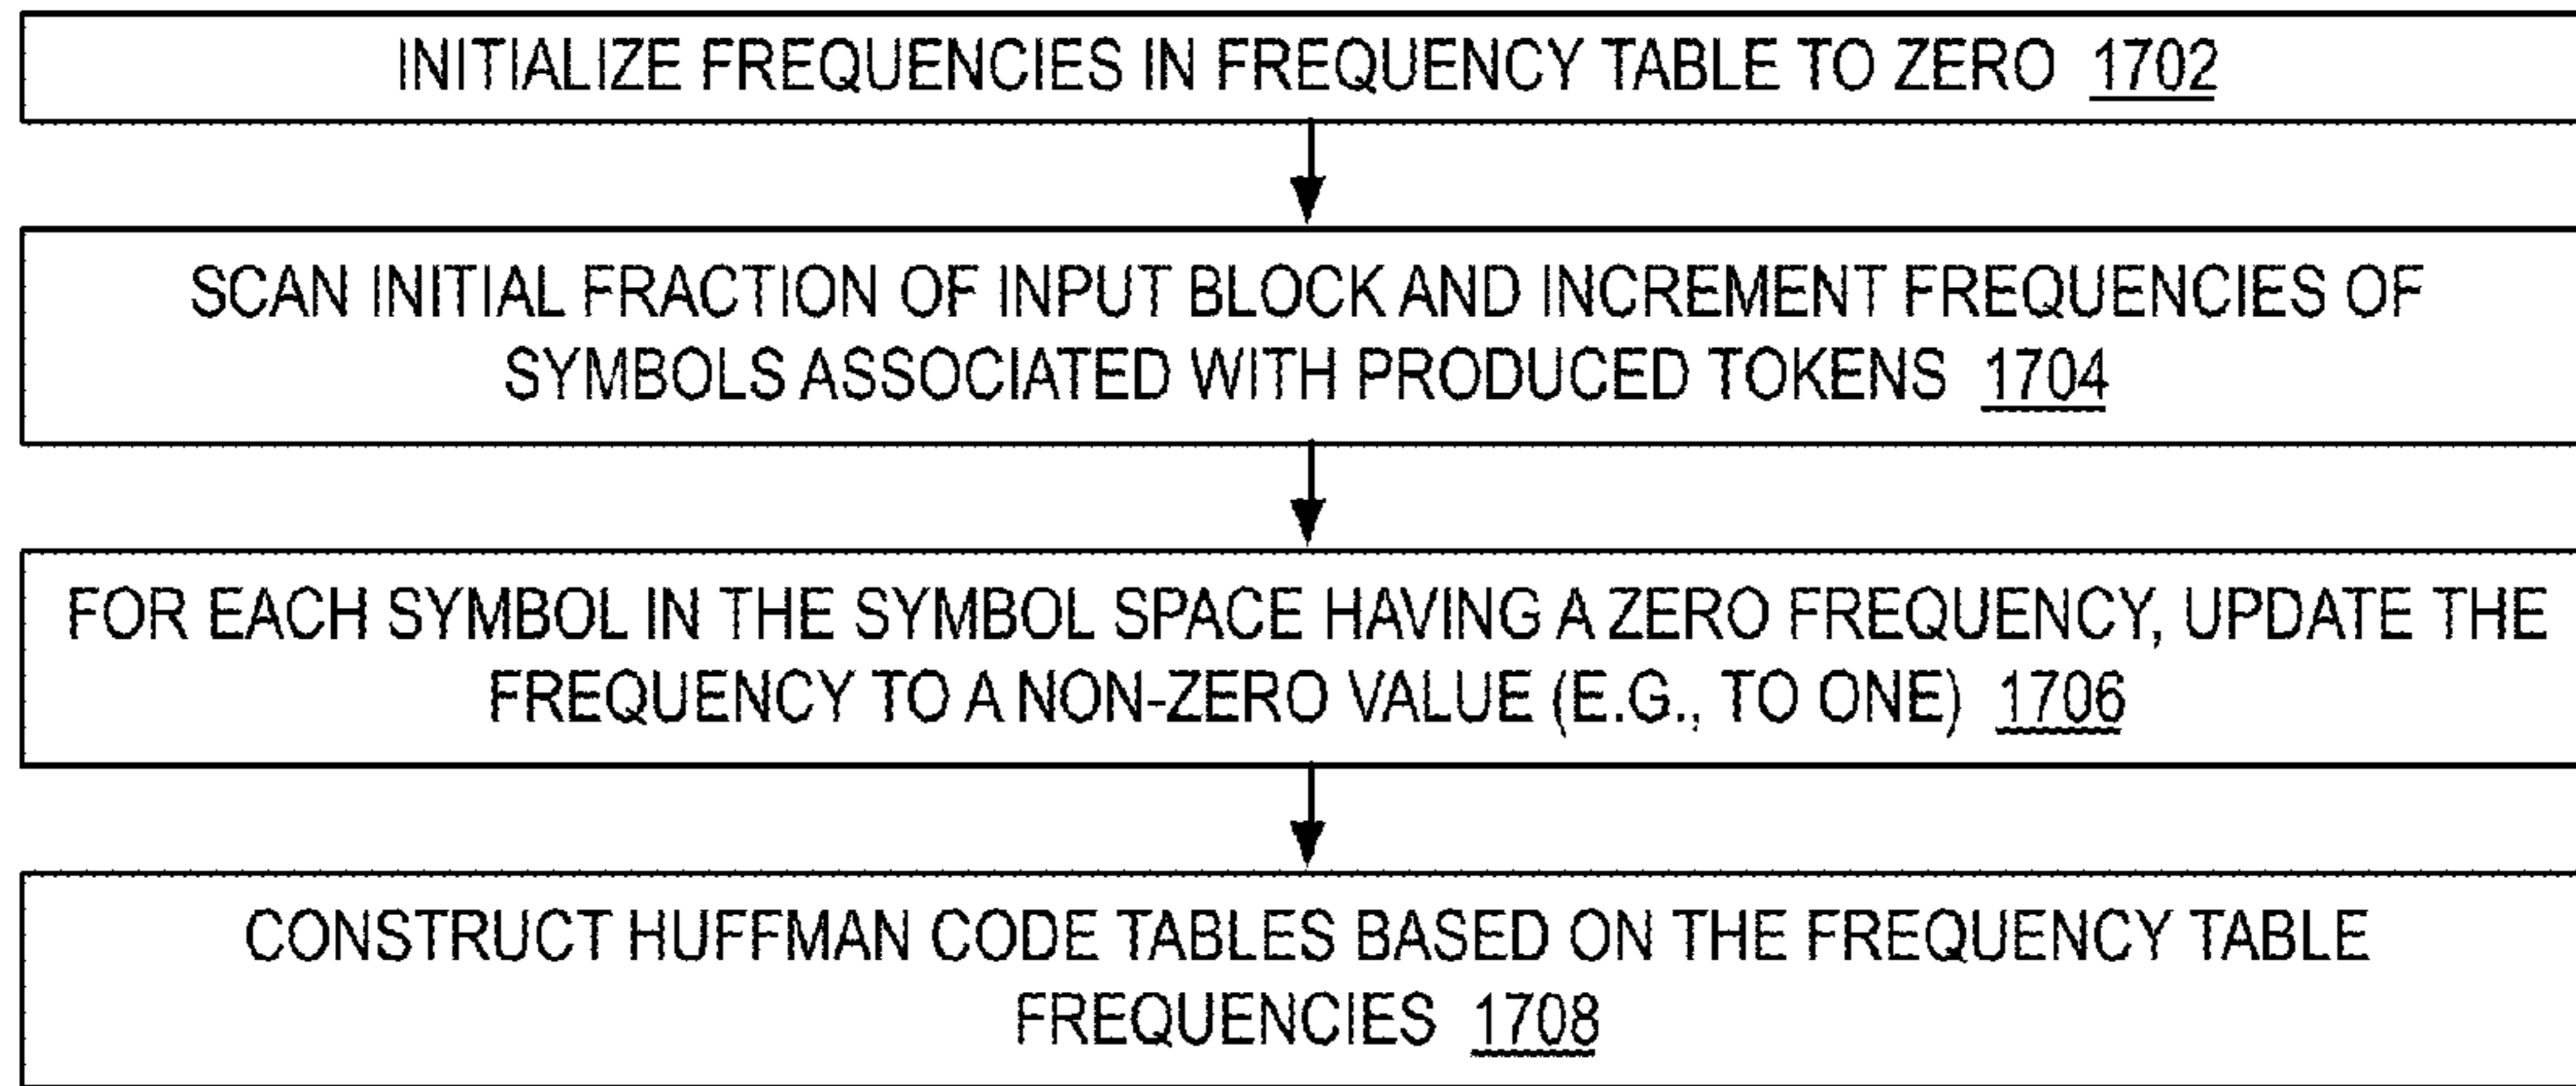 INITIALIZE FREQUENCIES IN FREQUENCY TABLE TO ZERO 1702
SCAN INITIAL FRACTION OF INPUT BLOCK AND INCREMENT FREQUENCIES OF
SYMBOLS ASSOCIATED WITH PRODUCED TOKENS 1704
FOR EACH SYMBOL IN THE SYMBOL SPACE HAVING A ZERO FREQUENCY, UPDATE THE
FREQUENCY TO A NON-ZERO VALUE (E.G., TO ONE) 1706
CONSTRUCT HUFFMAN CODE TABLES BASED ON THE FREQUENCY TABLE
FREQUENCIES 1708